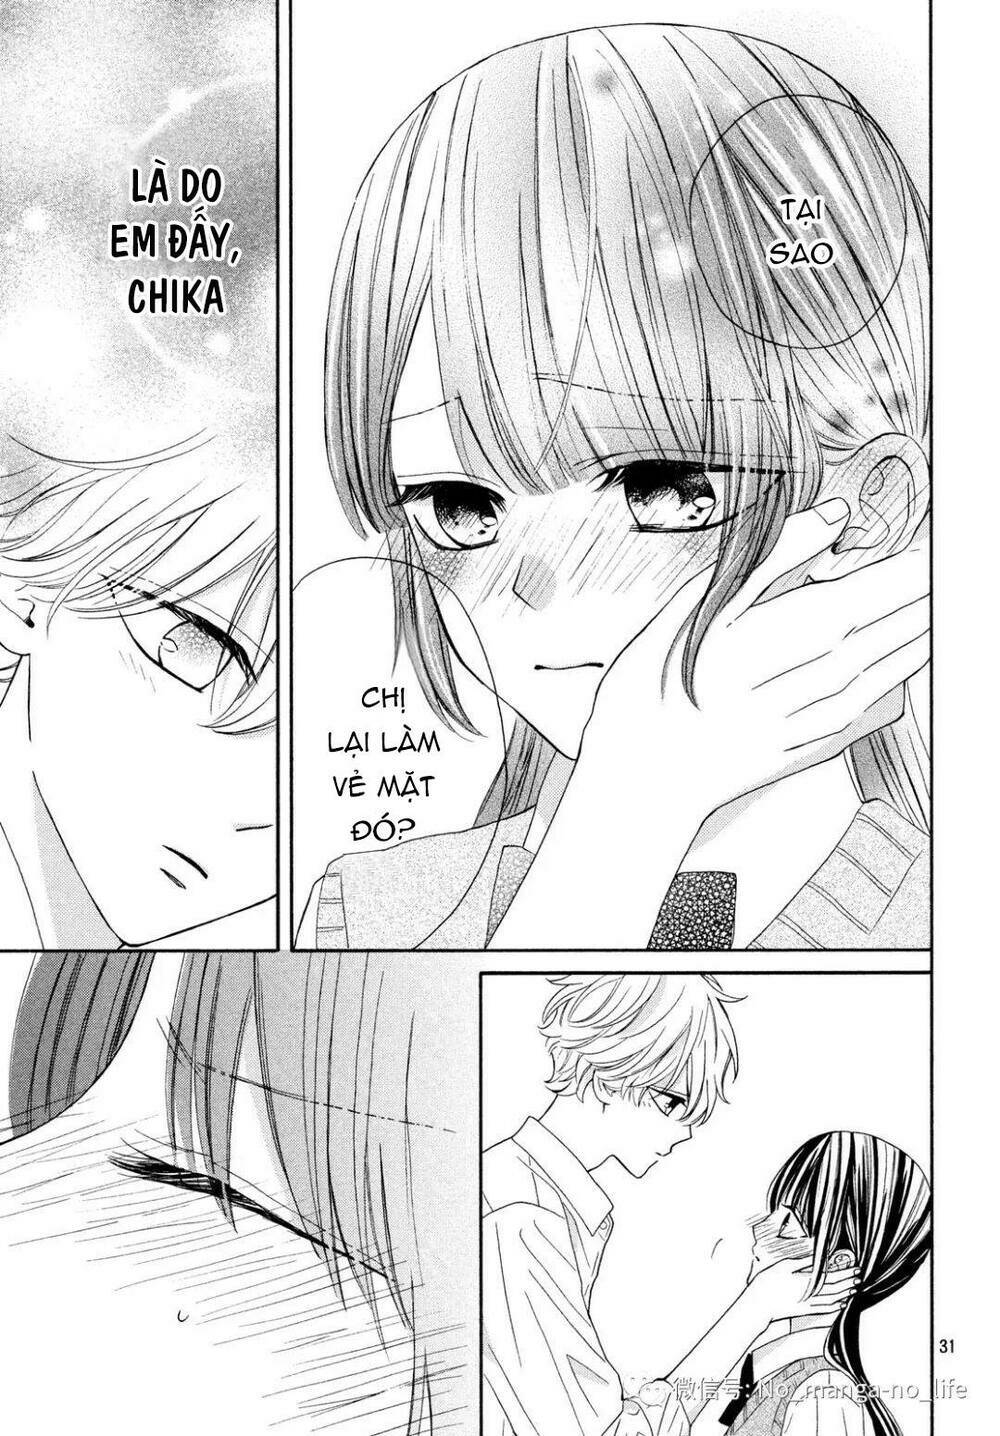 TẠI
SAO
CHỊ
LẠI LÀM
VẺ MẶT
ĐÓ?
LÀ DO
EM ĐẤY,
CHIKA
31
微信号: No_manga-no_life